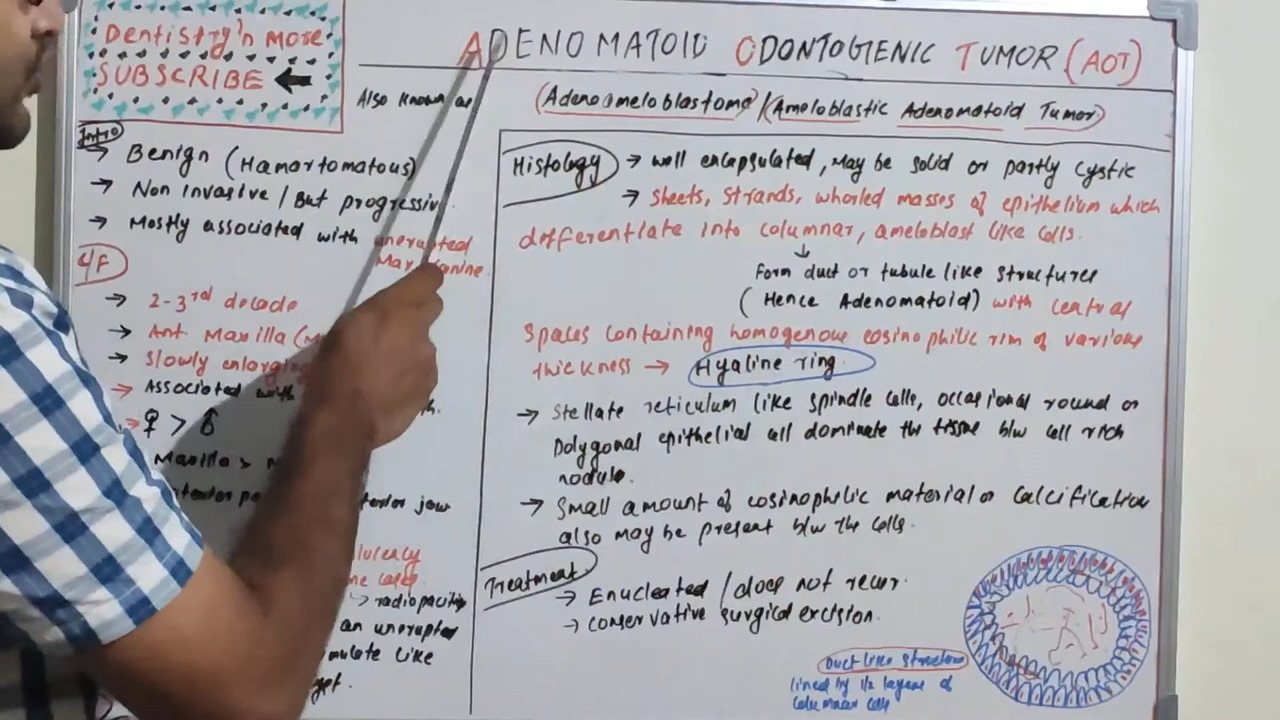 Dentistry'n more
SUBSCRIBE
ADENOMATOID ODONTOGENIC TUMOR (AOT)
Also known as
(Adenoameloblastoma)/(Ameloblastic Adenomatoid Tumor)
Intro
→ Benign (Hamartomatous)
→ Non invasive / But progressiv
→ Mostly associated with unerupted
C/F
→ 2-3rd decade
→ Ant. Maxilla
→ Slowly
→ Associated with
→ ♀ > ♂
Maxilla >
jaw
→ radiopacity
an unerupted
like
Histology → well encapsulated, may be solid or partly cystic
→ Sheets, Strands, whorled masses of epithelium which
differentiate into columnar, ameloblast like cells.
↓
Form duct or tubule like structures
(Hence Adenomatoid) with central
Spaces containing homogenous eosinophilic rim of various
thickness → Hyaline ring.
→ Stellate reticulum like spindle cells, occasional round or
Polygonal epithelial cell dominate the tissue b/w cell rich
nodule.
→ Small amount of eosinophilic material or calcification
also may be present b/w the cells.
Treatment
→ Enucleated / does not recur.
→ conservative surgical excision.
Duct like structure
lined by 1/2 layers of
columnar cells